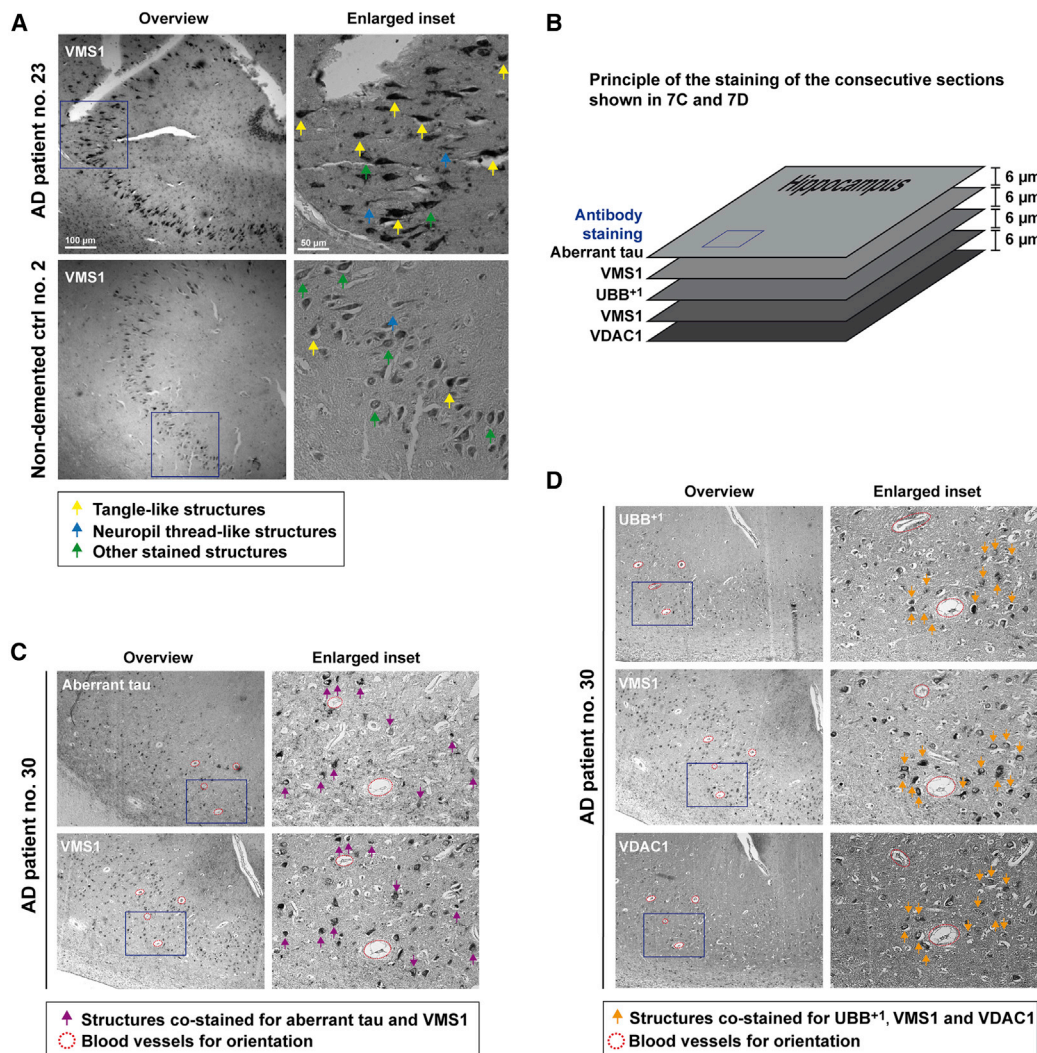 A
Overview
Enlarged inset
AD patient no. 23
VMS1
100 µm
50 µm
Non-demented ctrl no. 2
VMS1
Tangle-like structures
Neuropil thread-like structures
Other stained structures
B
Principle of the staining of the consecutive sections
shown in 7C and 7D
Hippocampus
6 µm
6 µm
6 µm
6 µm
Antibody
staining
Aberrant tau
VMS1
UBB+1
VMS1
VDAC1
C
Overview
Enlarged inset
AD patient no. 30
Aberrant tau
VMS1
Structures co-stained for aberrant tau and VMS1
Blood vessels for orientation
D
Overview
Enlarged inset
AD patient no. 30
UBB+1
VMS1
VDAC1
Structures co-stained for UBB+1, VMS1 and VDAC1
Blood vessels for orientation